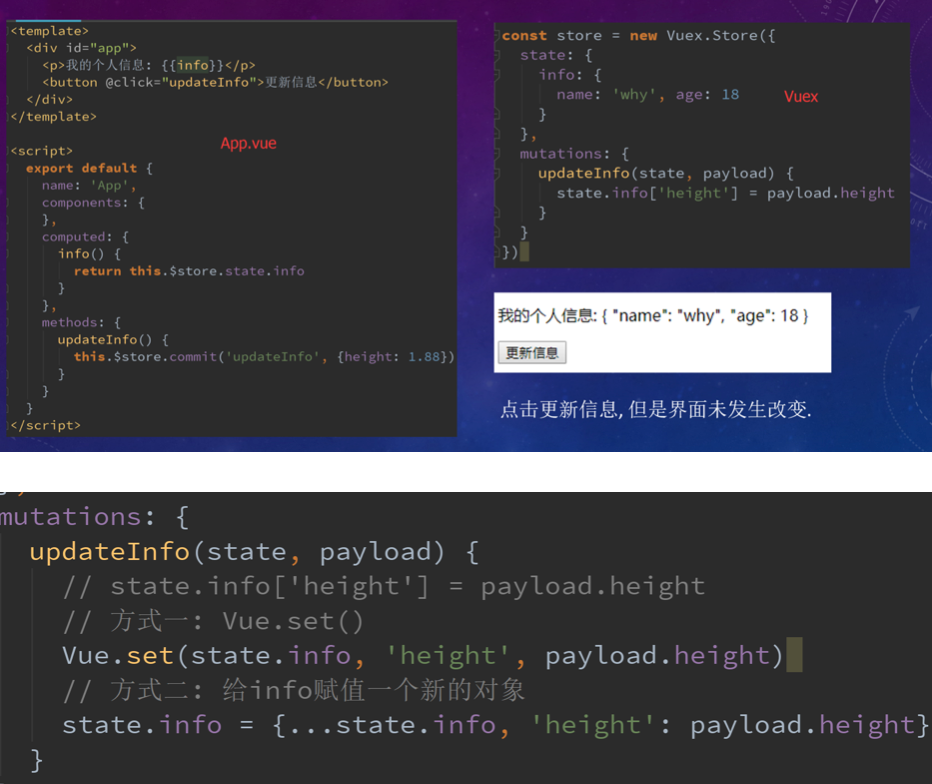 <template>
<div id="app">
<p>我的个人信息: {{info}}</p>
<button @click="updateInfo">更新信息</button>
</div>
</template>
App.vue
<script>
export default {
name: 'App',
components: {
},
computed: {
info() {
return this.$store.state.info
}
},
methods: {
updateInfo() {
this.$store.commit('updateInfo', {height: 1.88})
}
}
}
</script>
const store = new Vuex.Store({
state: {
info: {
name: 'why', age: 18
Vuex
}
},
mutations: {
updateInfo(state, payload) {
state.info['height'] = payload.height
}
}
})
我的个人信息: { "name": "why", "age": 18 }
更新信息
点击更新信息, 但是界面未发生改变.
mutations: {
updateInfo(state, payload) {
// state.info['height'] = payload.height
// 方式一: Vue.set()
Vue.set(state.info, 'height', payload.height)
// 方式二: 给info赋值一个新的对象
state.info = {...state.info, 'height': payload.height}
}